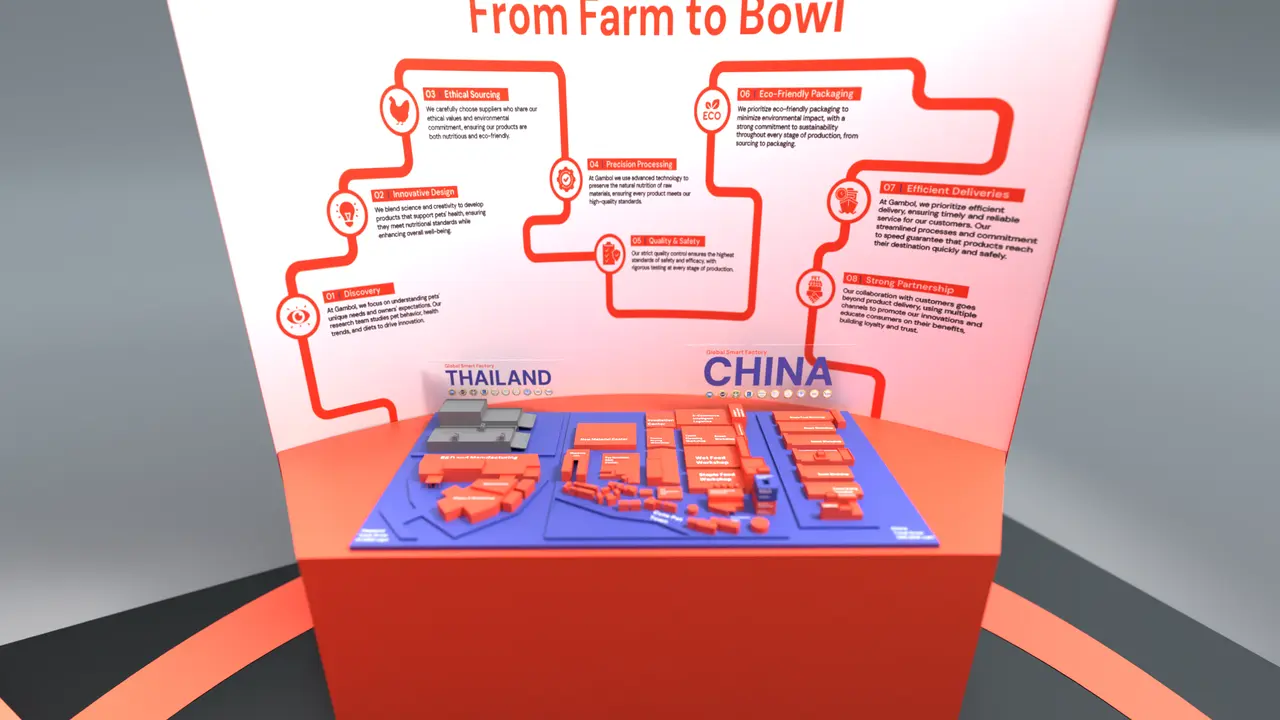 From Farm to Bowl
03 Ethical Sourcing
We carefully choose suppliers who share our
ethical values and environmental
commitment, ensuring our products are
both nutritious and eco-friendly.
02 Innovative Design
We blend science and creativity to develop
products that support pets' health, ensuring
they meet nutritional standards while
enhancing overall well-being.
01 Discovery
At Gambol, we focus on understanding pets'
unique needs and owners' expectations. Our
research team studies pet behavior, health
trends, and diets to drive innovation.
04 Precision Processing
At Gambol we use advanced technology to
preserve the natural nutrition of raw
materials, ensuring every product meets our
high-quality standards.
05 Quality & Safety
Our strict quality control ensures the highest
standards of safety and efficacy, with
rigorous testing at every stage of production.
ECO
06 Eco-Friendly Packaging
We prioritize eco-friendly packaging to
minimize environmental impact, with a
strong commitment to sustainability
throughout every stage of production, from
sourcing to packaging.
07 Efficient Deliveries
At Gambol, we prioritize efficient
delivery, ensuring timely and reliable
service for our customers. Our
streamlined processes and commitment
to speed guarantee that products reach
their destination quickly and safely.
PET
08 Strong Partnership
Our collaboration with customers goes
beyond product delivery, using multiple
channels to promote our innovations and
educate consumers on their benefits,
building loyalty and trust.
Global Smart Factory
THAILAND
Global Smart Factory
CHINA
Wet Food
Workshop
Staple Food
Workshop